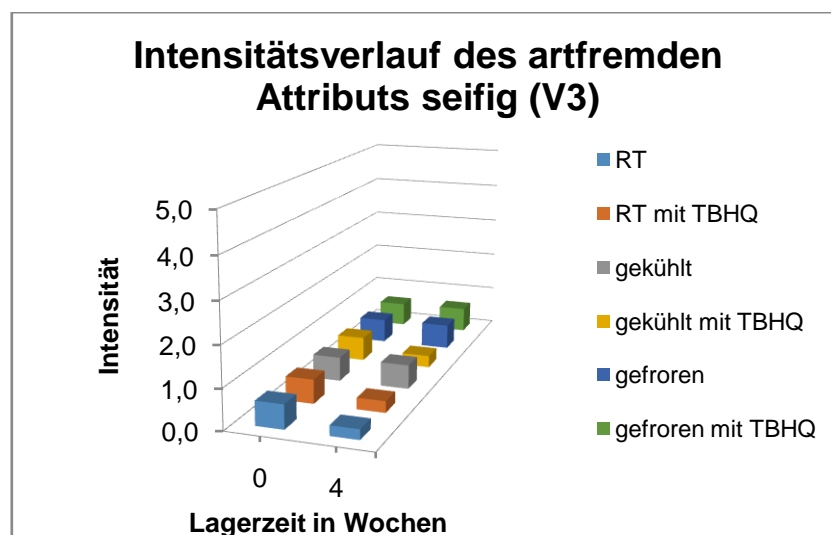 Intensitätsverlauf des artfremden
Attributs seifig (V3)
5,0
4,0
3,0
2,0
1,0
0,0
Intensität
0
4
Lagerzeit in Wochen
RT
RT mit TBHQ
gekühlt
gekühlt mit TBHQ
gefroren
gefroren mit TBHQ